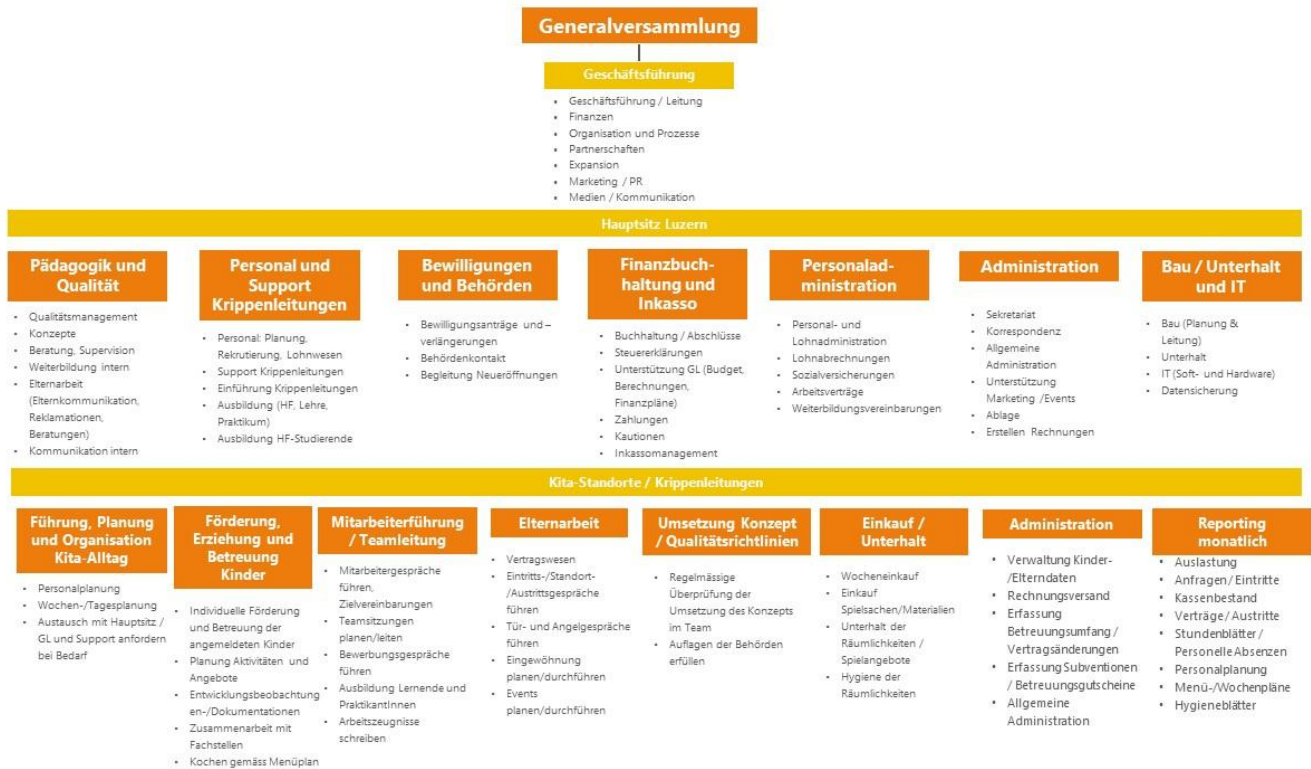 Generalversammlung
Geschäftsführung
• Geschäftsführung / Leitung
• Finanzen
• Organisation und Prozesse
• Partnerschaften
• Expansion
• Marketing / PR
• Medien / Kommunikation
Hauptsitz Luzern
Pädagogik und
Qualität
• Qualitätsmanagement
• Konzepte
• Beratung, Supervision
• Weiterbildung intern
• Elternarbeit
(Elternkommunikation,
Reklamationen,
Beratungen)
• Kommunikation intern
Personal und
Support
Krippenleitungen
• Personal: Planung,
Rekrutierung, Lohnwesen
• Support Krippenleitungen
• Einführung Krippenleitungen
• Ausbildung (HF, Lehre,
Praktikum)
• Ausbildung HF-Studierende
Bewilligungen
und Behörden
• Bewilligungsanträge und –
verlängerungen
• Behördenkontakt
• Begleitung Neueröffnungen
Finanzbuch-
haltung und
Inkasso
• Buchhaltung / Abschlüsse
• Steuererklärungen
• Unterstützung GL (Budget,
Berechnungen,
Finanzpläne)
• Zahlungen
• Kautionen
• Inkassomanagement
Personalad-
ministration
• Personal- und
Lohnadministration
• Lohnabrechnungen
• Sozialversicherungen
• Arbeitsverträge
• Weiterbildungsvereinbarungen
Administration
• Sekretariat
• Korrespondenz
• Allgemeine
Administration
• Unterstützung
Marketing /Events
• Ablage
• Erstellen Rechnungen
Bau / Unterhalt
und IT
• Bau (Planung &
Leitung)
• Unterhalt
• IT (Soft- und Hardware)
• Datensicherung
Kita-Standorte / Krippenleitungen
Führung, Planung
und Organisation
Kita-Alltag
• Personalplanung
• Wochen-/Tagesplanung
• Austausch mit Hauptsitz /
GL und Support anfordern
bei Bedarf
Förderung,
Erziehung und
Betreuung
Kinder
• Individuelle Förderung
und Betreuung der
angemeldeten Kinder
• Planung Aktivitäten und
Angebote
• Entwicklungsbeobachtung
en-/Dokumentationen
• Zusammenarbeit mit
Fachstellen
• Kochen gemäss Menüplan
Mitarbeiterführung
/ Teamleitung
• Mitarbeitergespräche
führen,
Zielvereinbarungen
• Teamsitzungen
planen/leiten
• Bewerbungsgespräche
führen
• Ausbildung Lernende und
PraktikantInnen
• Arbeitszeugnisse
schreiben
Elternarbeit
• Vertragswesen
• Eintritts-/Standort-
/Austrittsgespräche
führen
• Tür- und Angelgespräche
führen
• Eingewöhnung
planen/durchführen
• Events
planen/durchführen
Umsetzung Konzept
/ Qualitätsrichtlinien
• Regelmässige
Überprüfung der
Umsetzung des Konzepts
im Team
• Auflagen der Behörden
erfüllen
Einkauf /
Unterhalt
• Wocheneinkauf
• Einkauf
Spielsachen/Materialien
• Unterhalt der
Räumlichkeiten /
Spielangebote
• Hygiene der
Räumlichkeiten
Administration
• Verwaltung Kinder-
/Elterndaten
• Rechnungsversand
• Erfassung
Betreuungsumfang /
Vertragsänderungen
• Erfassung Subventionen
/ Betreuungsgutscheine
• Allgemeine
Administration
Reporting
monatlich
• Auslastung
• Anfragen/ Eintritte
• Kassenbestand
• Verträge/ Austritte
• Stundenblätter /
Personelle Absenzen
• Personalplanung
• Menü-/Wochenpläne
• Hygieneblätter